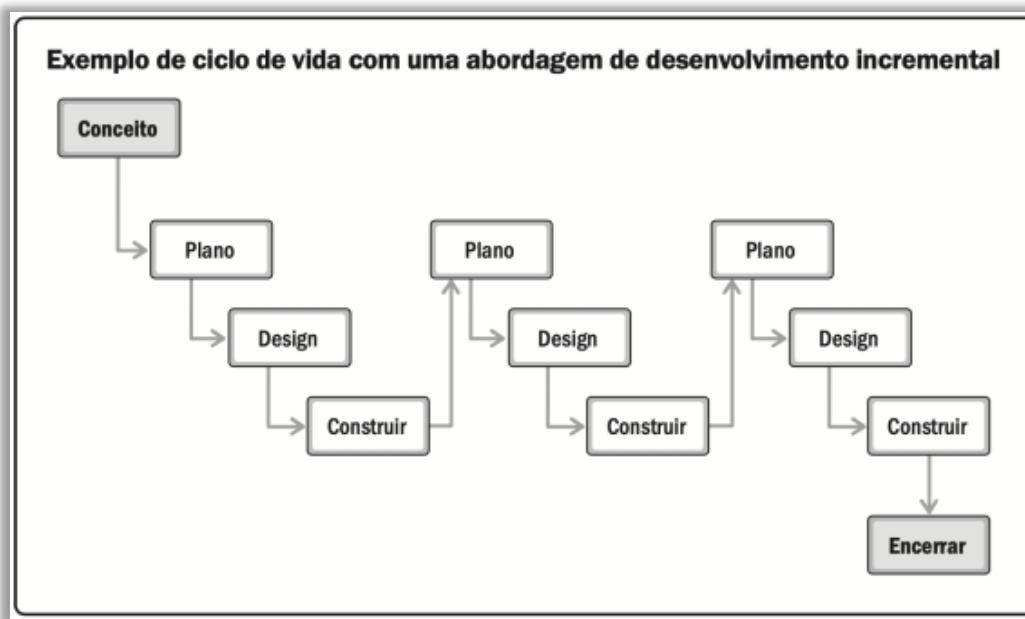 Exemplo de ciclo de vida com uma abordagem de desenvolvimento incremental
Conceito
Plano
Plano
Plano
Design
Design
Design
Construir
Construir
Construir
Encerrar